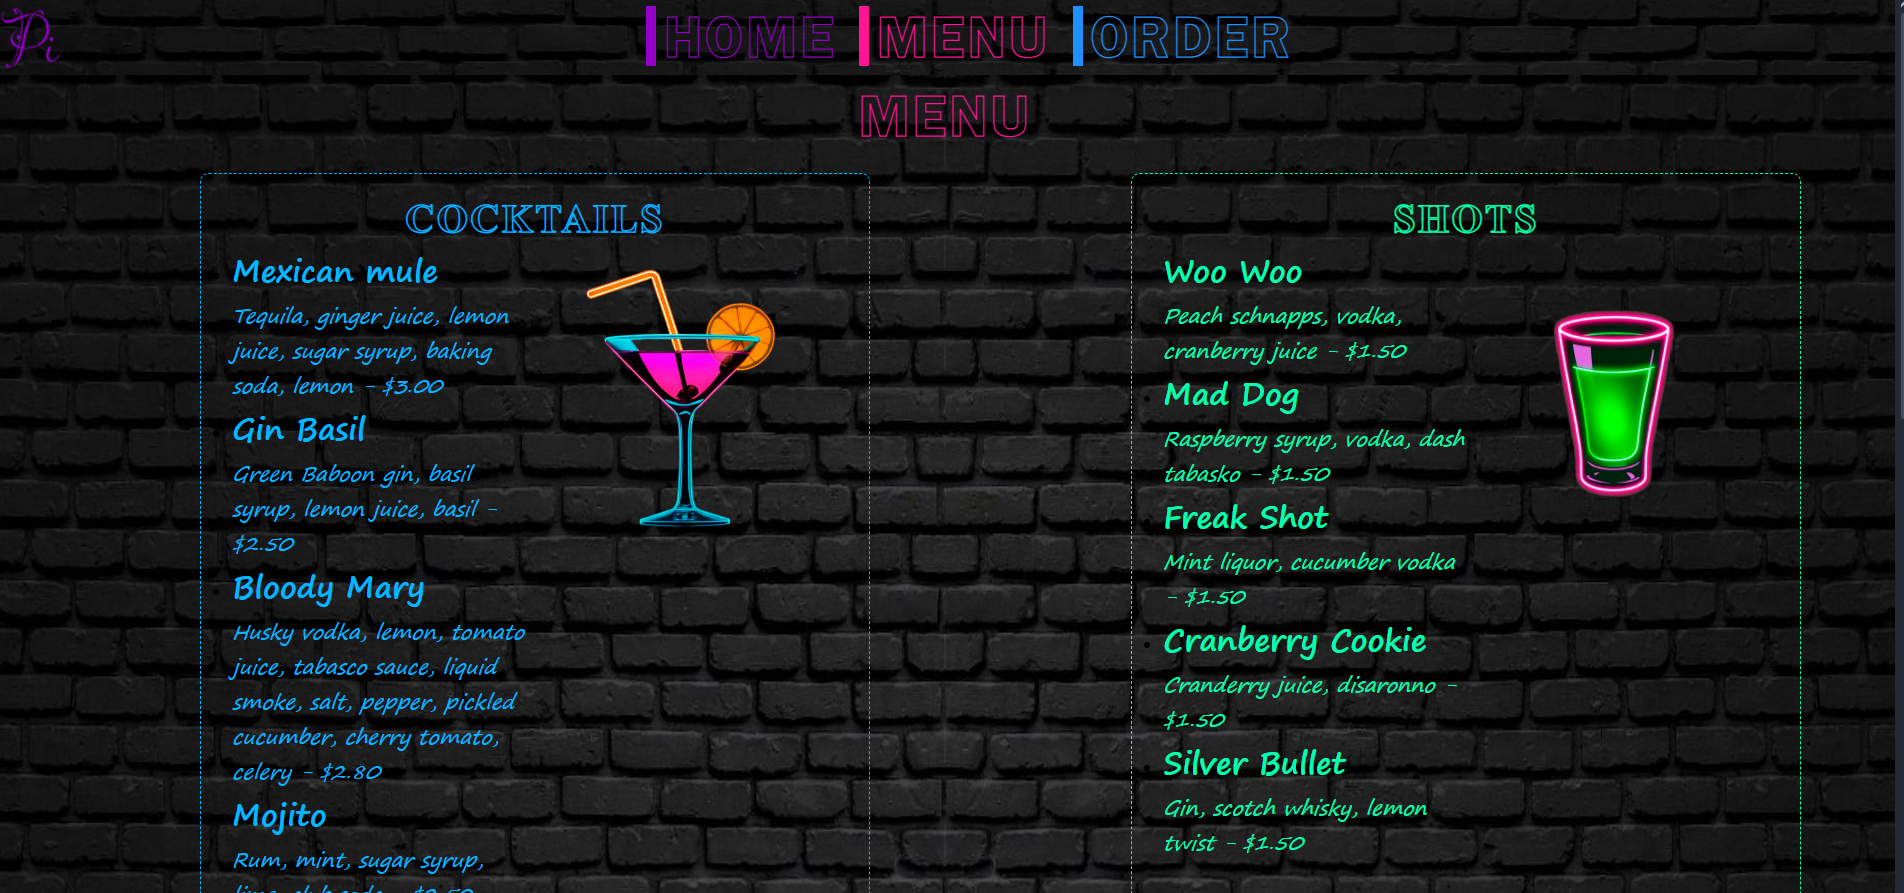 Pi
HOME MENU ORDER
MENU
COCKTAILS
Mexican mule
Tequila, ginger juice, lemon
juice, sugar syrup, baking
soda, lemon - $3.00
Gin Basil
Green Baboon gin, basil
syrup, lemon juice, basil -
$2.50
Bloody Mary
Husky vodka, lemon, tomato
juice, tabasco sauce, liquid
smoke, salt, pepper, pickled
cucumber, cherry tomato,
celery - $2.80
Mojito
Rum, mint, sugar syrup,
SHOTS
Woo Woo
Peach schnapps, vodka,
cranberry juice - $1.50
Mad Dog
Raspberry syrup, vodka, dash
tabasko - $1.50
Freak Shot
Mint liquor, cucumber vodka
- $1.50
Cranberry Cookie
Cranderry juice, disaronno -
$1.50
Silver Bullet
Gin, scotch whisky, lemon
twist - $1.50